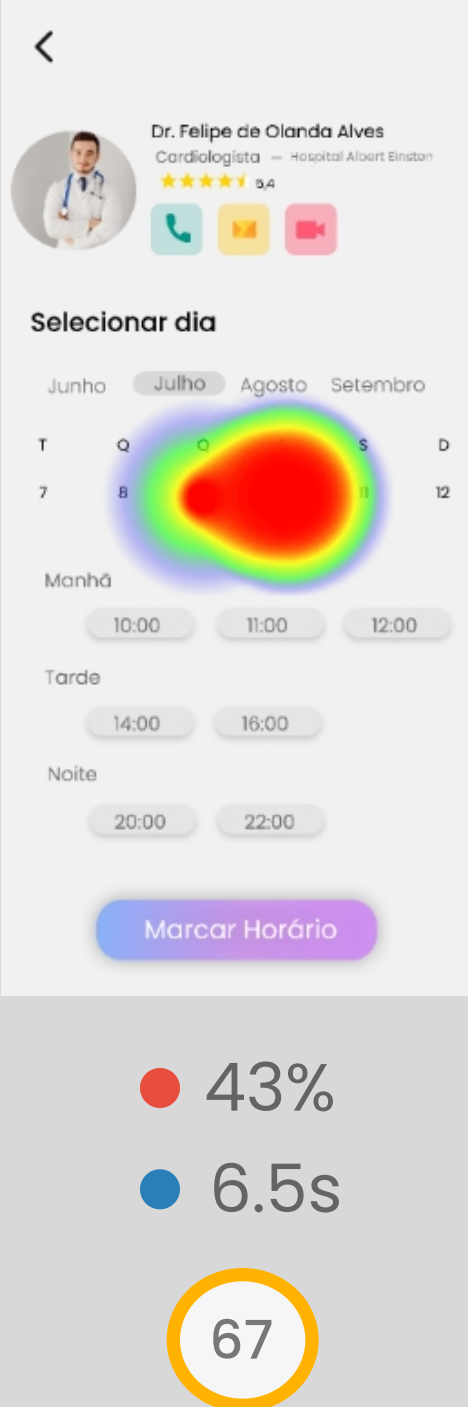 Dr. Felipe de Olanda Alves
Cardiologista – Hospital Albert Einston
5,4
Selecionar dia
Junho Julho Agosto Setembro
T Q Q S D
7 8 11 12
Manhã
10:00 11:00 12:00
Tarde
14:00 16:00
Noite
20:00 22:00
Marcar Horário
43%
6.5s
67